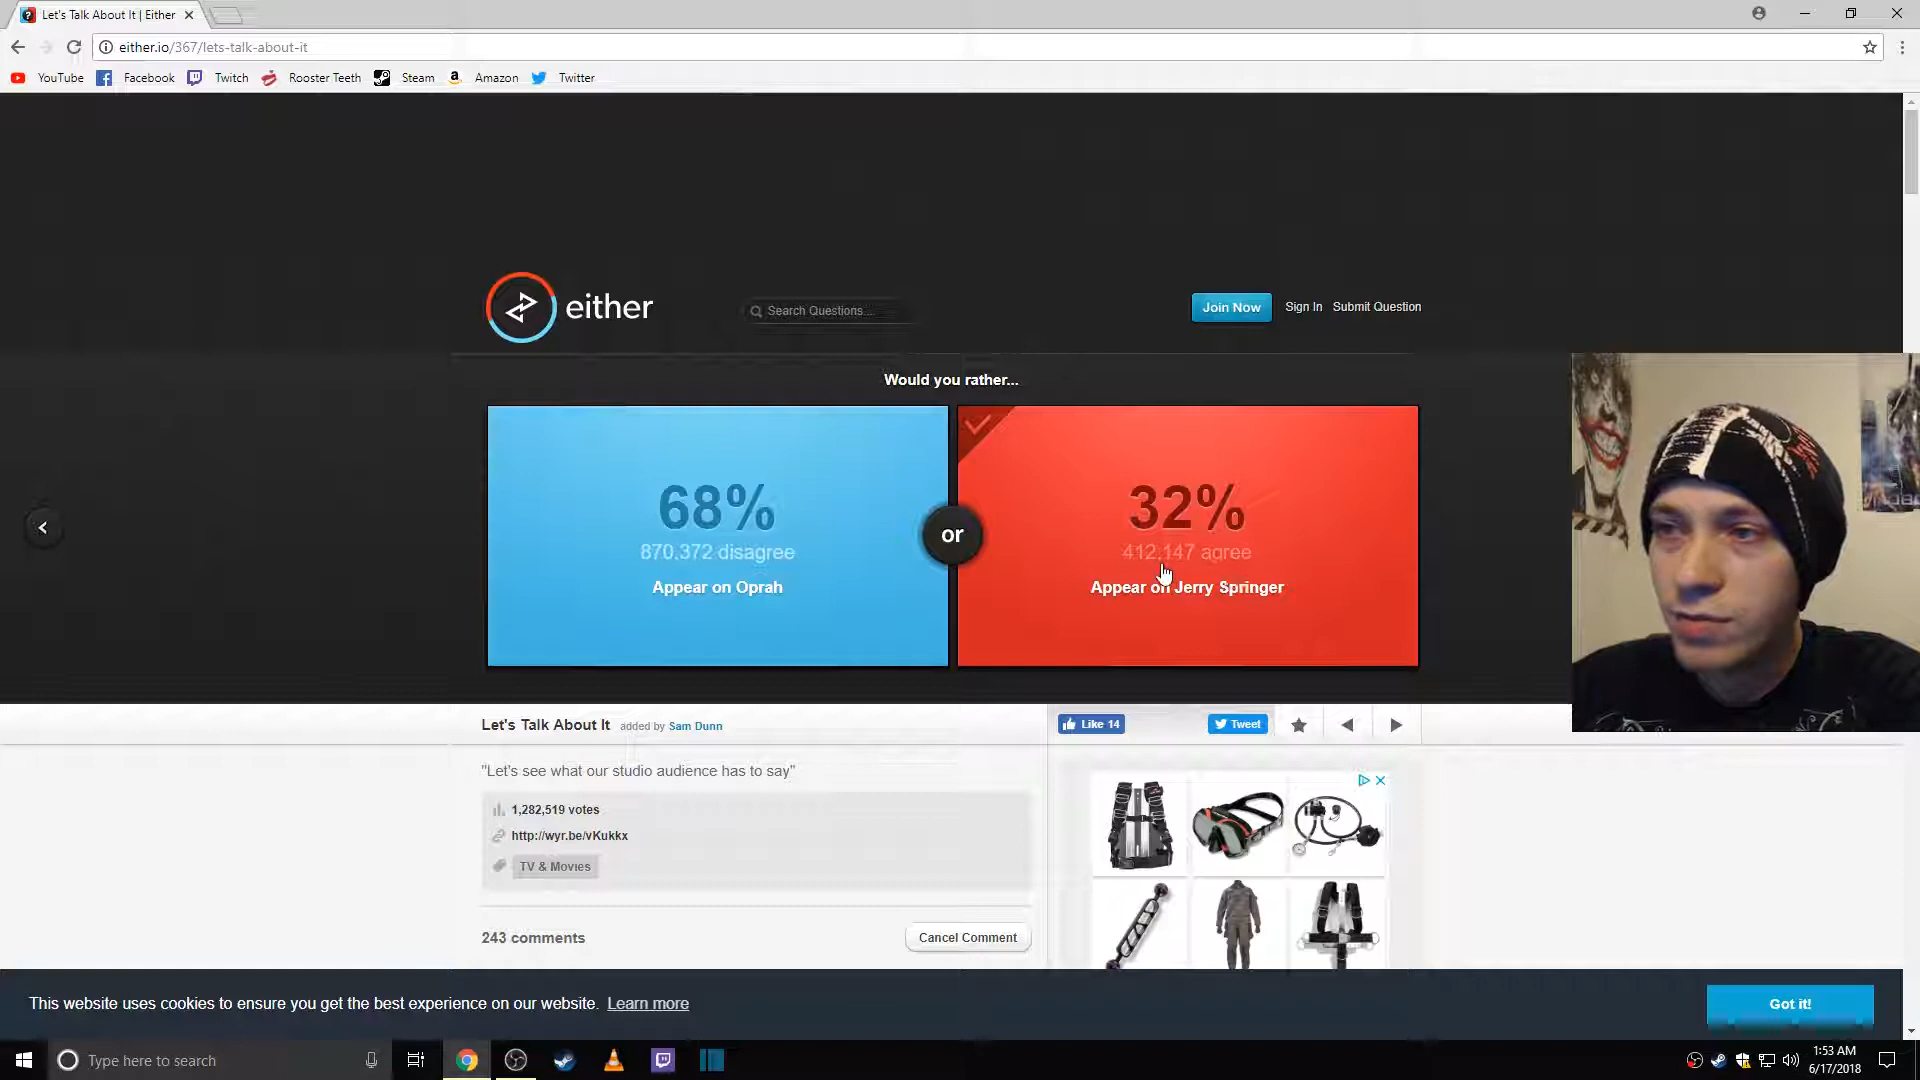 Let's Talk About It | Either
either.io/367/lets-talk-about-it
YouTube Facebook Twitch Rooster Teeth Steam Amazon Twitter
either
Search Questions....
Join Now Sign In Submit Question
Would you rather...
68%
870,372 disagree
Appear on Oprah
or
32%
412,147 agree
Appear on Jerry Springer
Let's Talk About It added by Sam Dunn
Like 14
Tweet
"Let's see what our studio audience has to say"
1,282,519 votes
http://wyr.be/vKukkx
TV & Movies
243 comments
Cancel Comment
This website uses cookies to ensure you get the best experience on our website. Learn more
Got it!
Type here to search
1:53 AM
6/17/2018